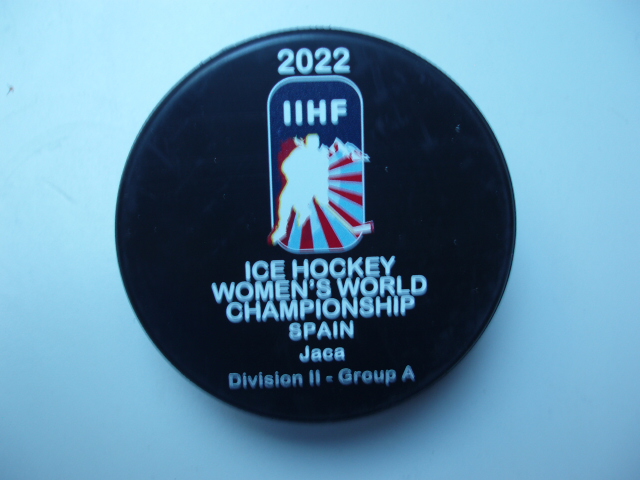 2022
IIHF
ICE HOCKEY
WOMEN'S WORLD
CHAMPIONSHIP
SPAIN
Jaca
Division II - Group A